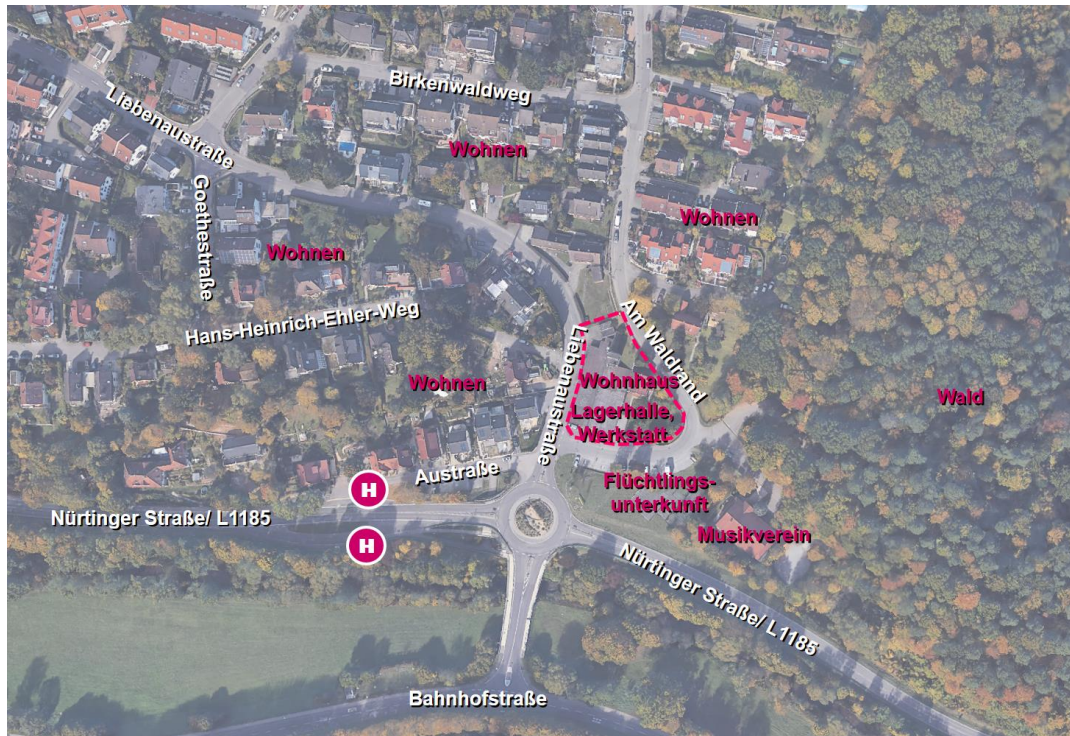 Birkenwaldweg
Liebenaustraße
Wohnen
Goethestraße
Wohnen
Wohnen
Hans-Heinrich-Ehler-Weg
Am Waldrand
Liebenaustraße
Wohnen
Wohnhaus
Wald
Lagerhalle,
Werkstatt
Austraße
Flüchtlings-
unterkunft
H
Nürtinger Straße/ L1185
Musikverein
H
Nürtinger Straße/ L1185
Bahnhofstraße